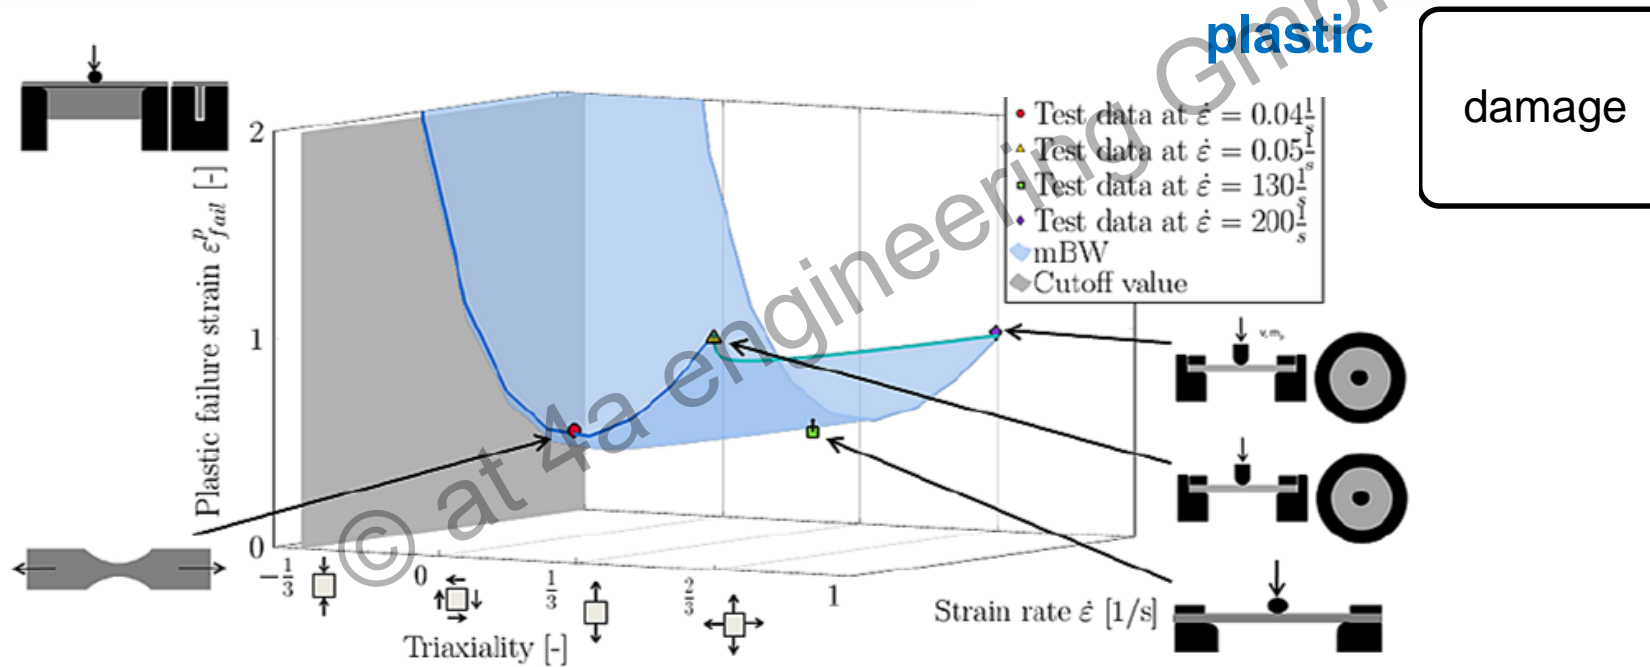 plastic
damage
Test data at ε̇ = 0.04 1/s
Test data at ε̇ = 0.05 1/s
Test data at ε̇ = 130 1/s
Test data at ε̇ = 200 1/s
mBW
Cutoff value
Plastic failure strain ε^p_fail [-]
2
1
0
-1/3
0
1/3
2/3
1
Triaxiality [-]
Strain rate ε̇ [1/s]
v, m_p
© at 4a engineering GmbH